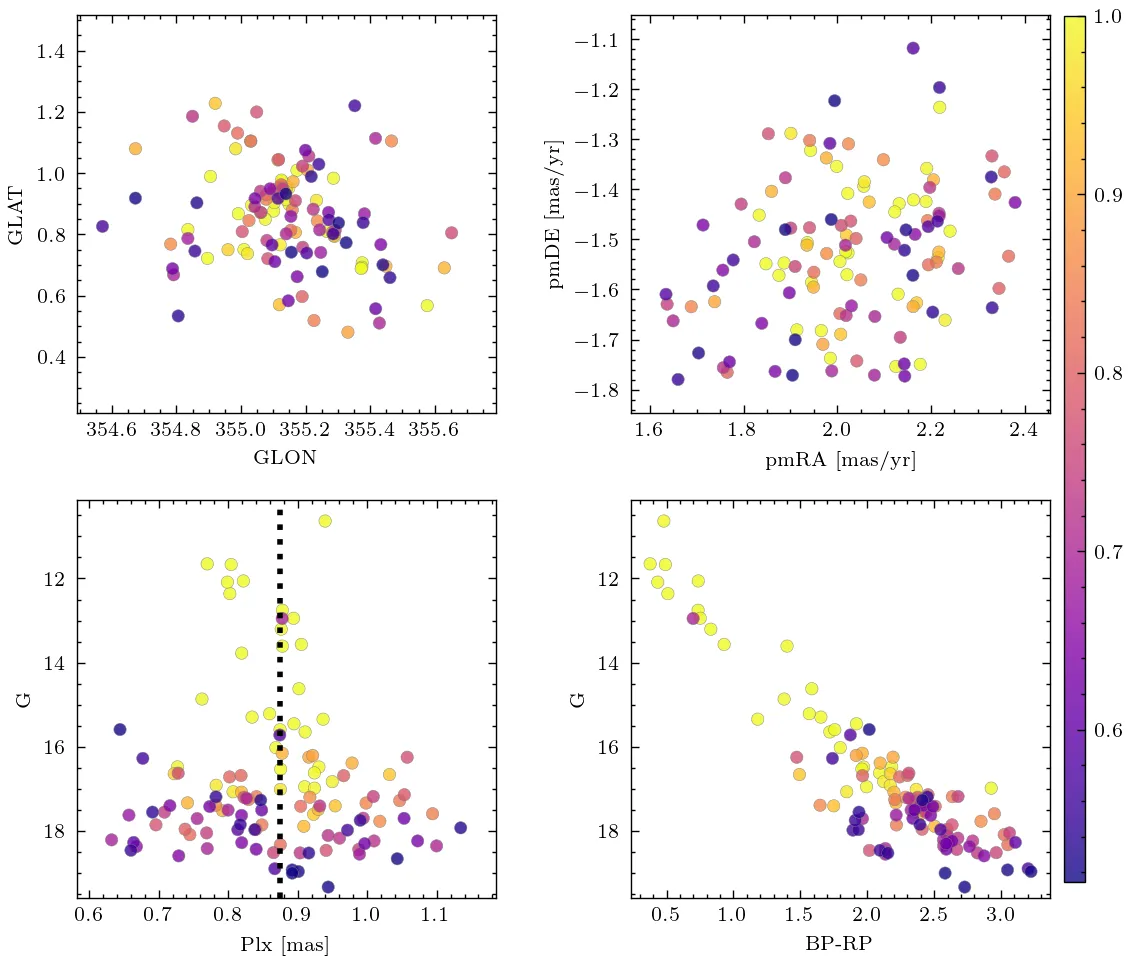 1.4
1.2
1.0
0.8
0.6
0.4
GLAT
354.6 354.8 355.0 355.2 355.4 355.6
GLON
−1.1
−1.2
−1.3
−1.4
−1.5
−1.6
−1.7
−1.8
pmDE [mas/yr]
1.6 1.8 2.0 2.2 2.4
pmRA [mas/yr]
1.0
0.9
0.8
0.7
0.6
12
14
16
18
G
0.6 0.7 0.8 0.9 1.0 1.1
Plx [mas]
12
14
16
18
G
0.5 1.0 1.5 2.0 2.5 3.0
BP-RP